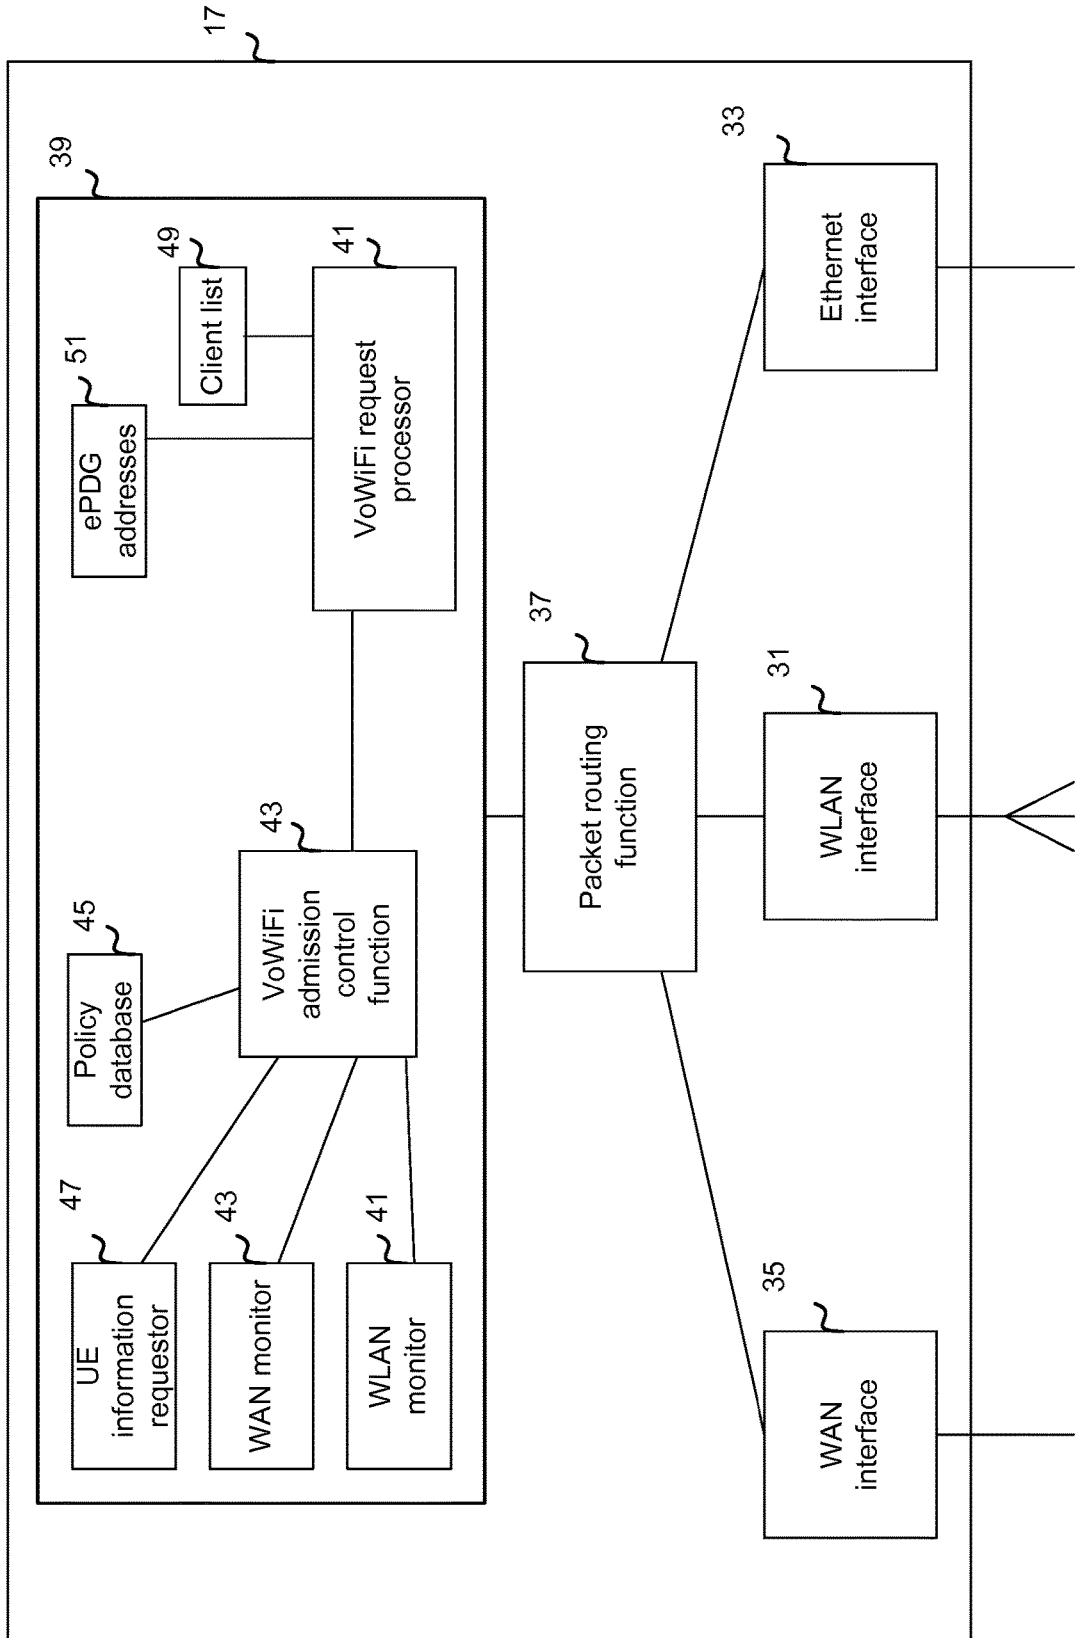 17
39
47
UE
information
requestor
45
Policy
database
51
ePDG
addresses
49
Client list
43
WAN monitor
43
VoWiFi
admission
control
function
41
VoWiFi request
processor
41
WLAN
monitor
37
Packet routing
function
35
WAN
interface
31
WLAN
interface
33
Ethernet
interface